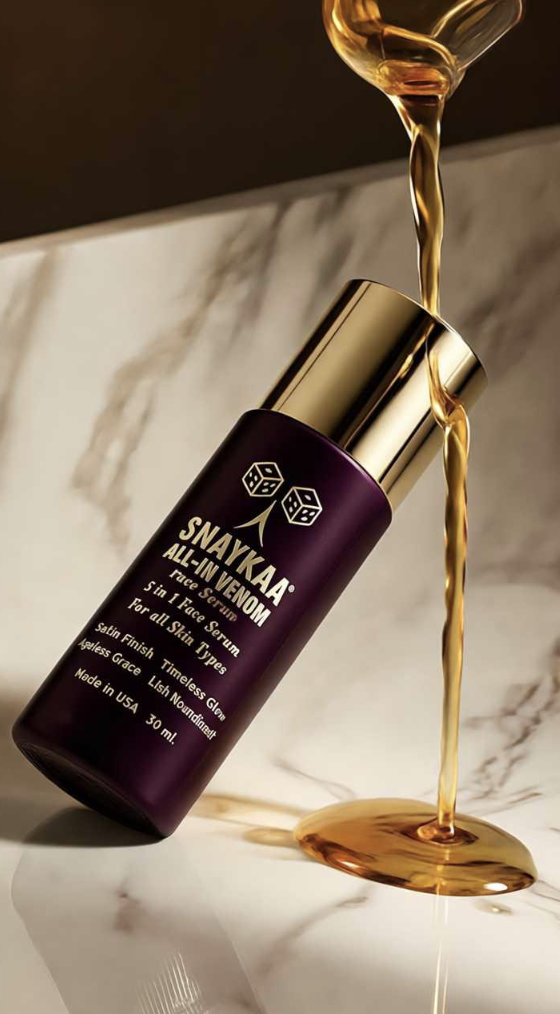 SNAYKAA®
ALL-IN VENOM
race Serum
5 in 1 Face Serum
For all Skin Types
Satin Finish Timeless Glow
Ageless Grace Lish
Made in USA 30 ml.